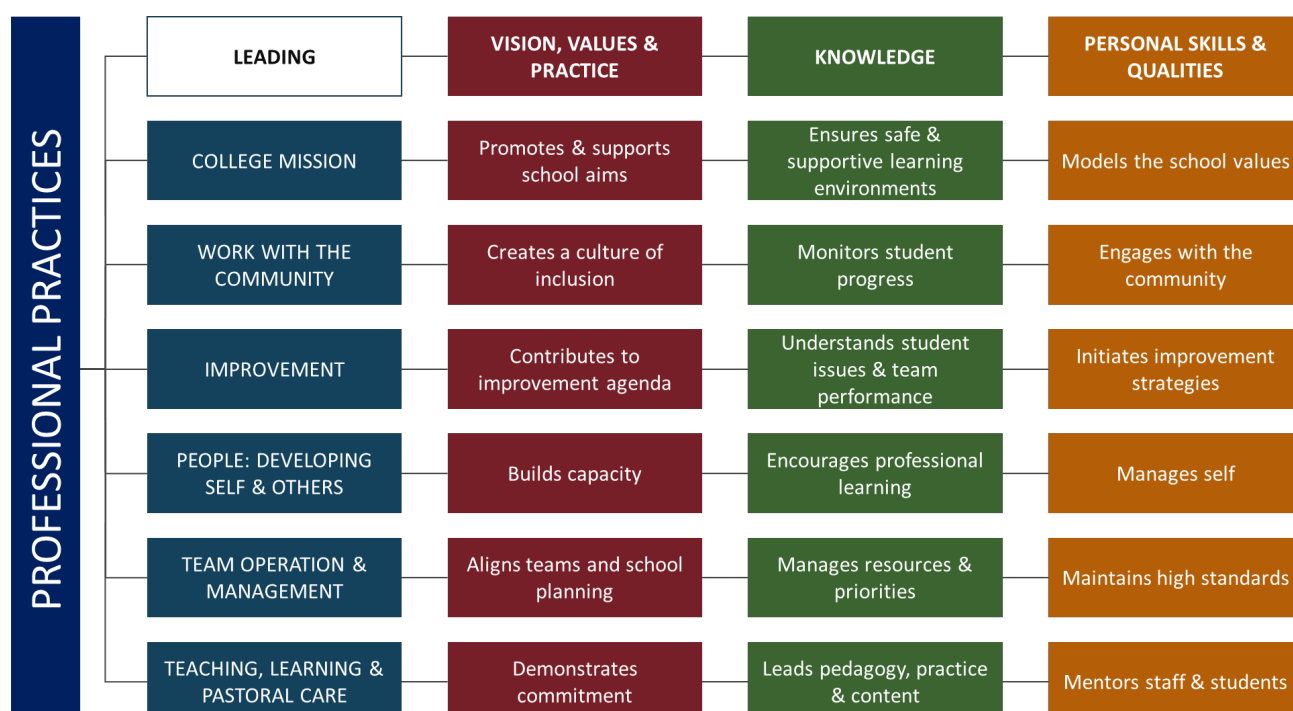 PROFESSIONAL PRACTICES
LEADING
VISION, VALUES &
PRACTICE
KNOWLEDGE
PERSONAL SKILLS &
QUALITIES
COLLEGE MISSION
Promotes & supports
school aims
Ensures safe &
supportive learning
environments
Models the school values
WORK WITH THE
COMMUNITY
Creates a culture of
inclusion
Monitors student
progress
Engages with the
community
IMPROVEMENT
Contributes to
improvement agenda
Understands student
issues & team
performance
Initiates improvement
strategies
PEOPLE: DEVELOPING
SELF & OTHERS
Builds capacity
Encourages professional
learning
Manages self
TEAM OPERATION &
MANAGEMENT
Aligns teams and school
planning
Manages resources &
priorities
Maintains high standards
TEACHING, LEARNING &
PASTORAL CARE
Demonstrates
commitment
Leads pedagogy, practice
& content
Mentors staff & students